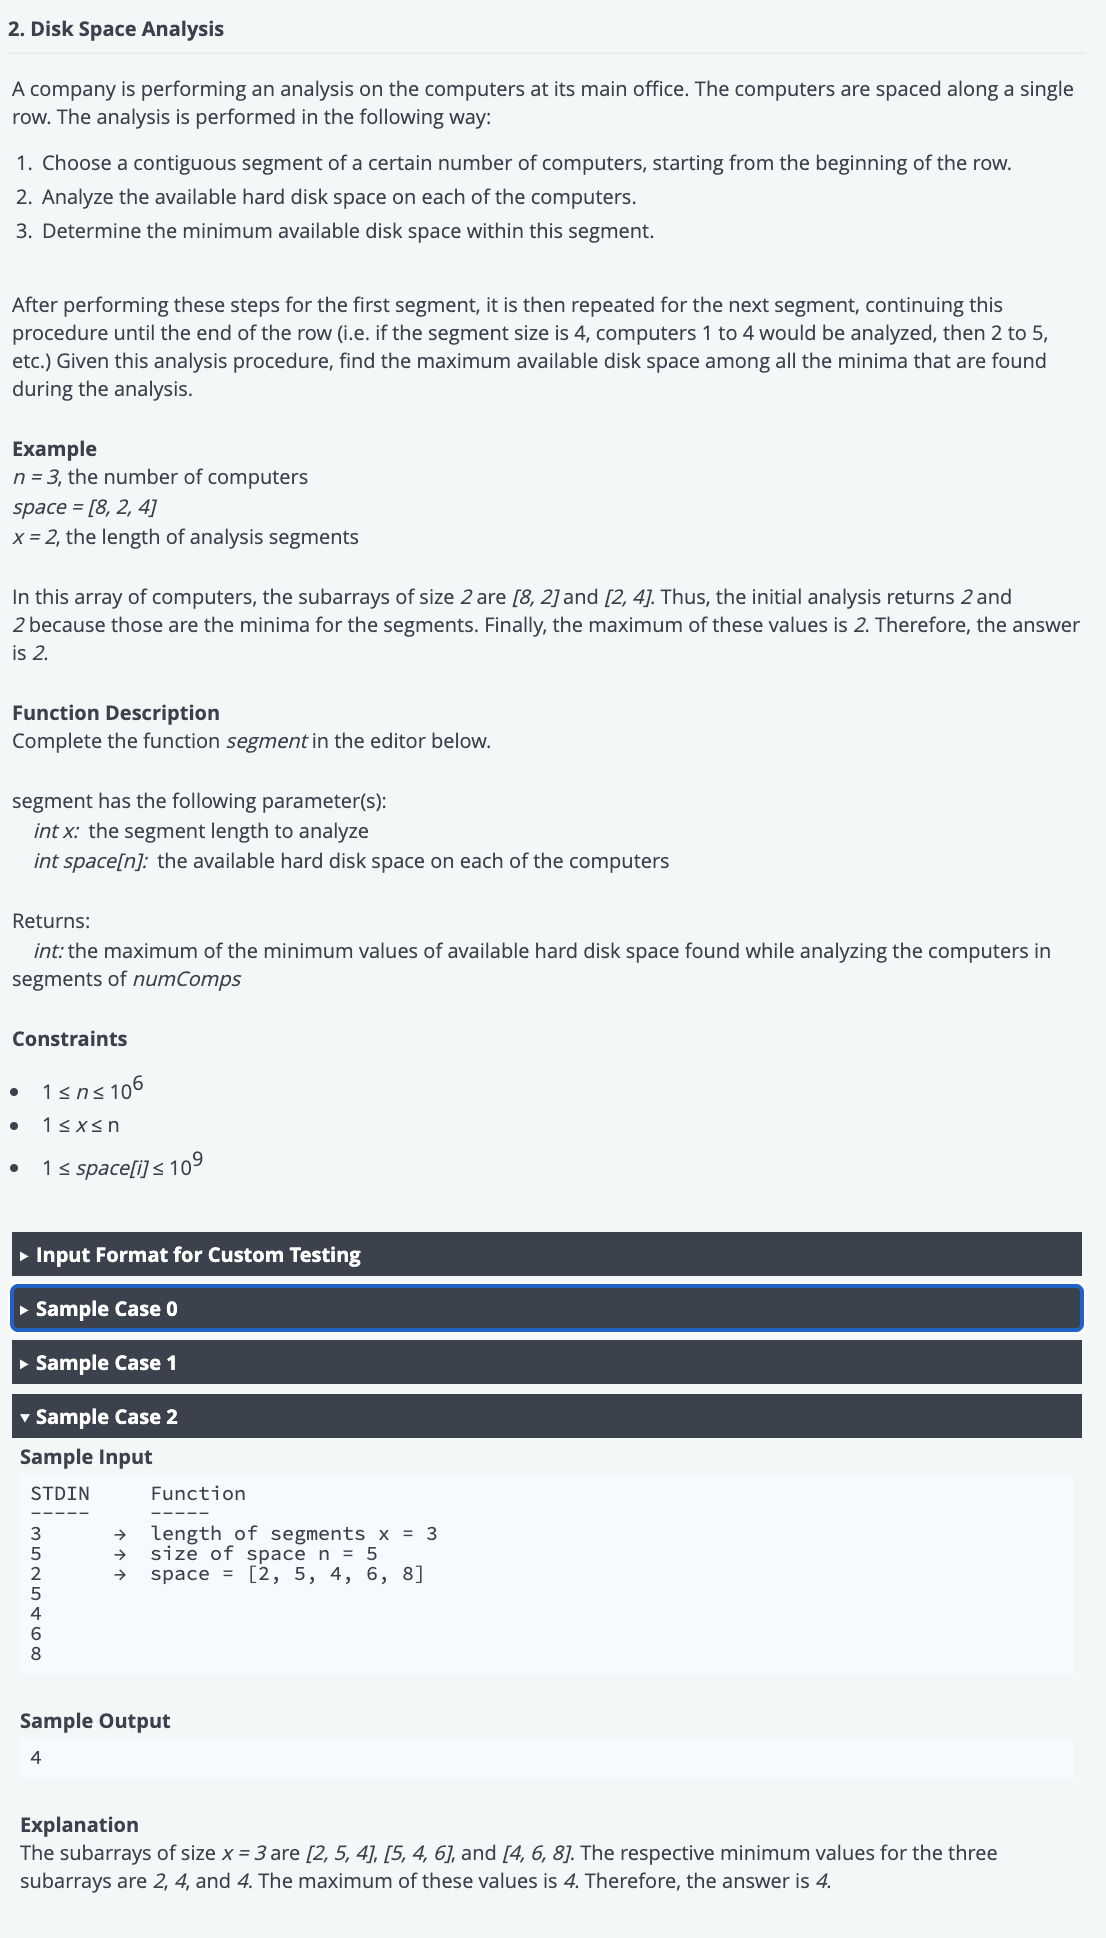 2. Disk Space Analysis
A company is performing an analysis on the computers at its main office. The computers are spaced along a single
row. The analysis is performed in the following way:
1. Choose a contiguous segment of a certain number of computers, starting from the beginning of the row.
2. Analyze the available hard disk space on each of the computers.
3. Determine the minimum available disk space within this segment.
After performing these steps for the first segment, it is then repeated for the next segment, continuing this
procedure until the end of the row (i.e. if the segment size is 4, computers 1 to 4 would be analyzed, then 2 to 5,
etc.) Given this analysis procedure, find the maximum available disk space among all the minima that are found
during the analysis.
Example
n = 3, the number of computers
space = [8, 2, 4]
x = 2, the length of analysis segments
In this array of computers, the subarrays of size 2 are [8, 2] and [2, 4]. Thus, the initial analysis returns 2 and
2 because those are the minima for the segments. Finally, the maximum of these values is 2. Therefore, the answer
is 2.
Function Description
Complete the function segment in the editor below.
segment has the following parameter(s):
int x: the segment length to analyze
int space[n]: the available hard disk space on each of the computers
Returns:
int: the maximum of the minimum values of available hard disk space found while analyzing the computers in
segments of numComps
Constraints
• 1 ≤ n ≤ 10⁶
• 1 ≤ x ≤ n
• 1 ≤ space[i] ≤ 10⁹
▸ Input Format for Custom Testing
▸ Sample Case 0
▸ Sample Case 1
▾ Sample Case 2
Sample Input
STDIN Function
----- -----
3 → length of segments x = 3
5 → size of space n = 5
2 → space = [2, 5, 4, 6, 8]
5
4
6
8
Sample Output
4
Explanation
The subarrays of size x = 3 are [2, 5, 4], [5, 4, 6], and [4, 6, 8]. The respective minimum values for the three
subarrays are 2, 4, and 4. The maximum of these values is 4. Therefore, the answer is 4.